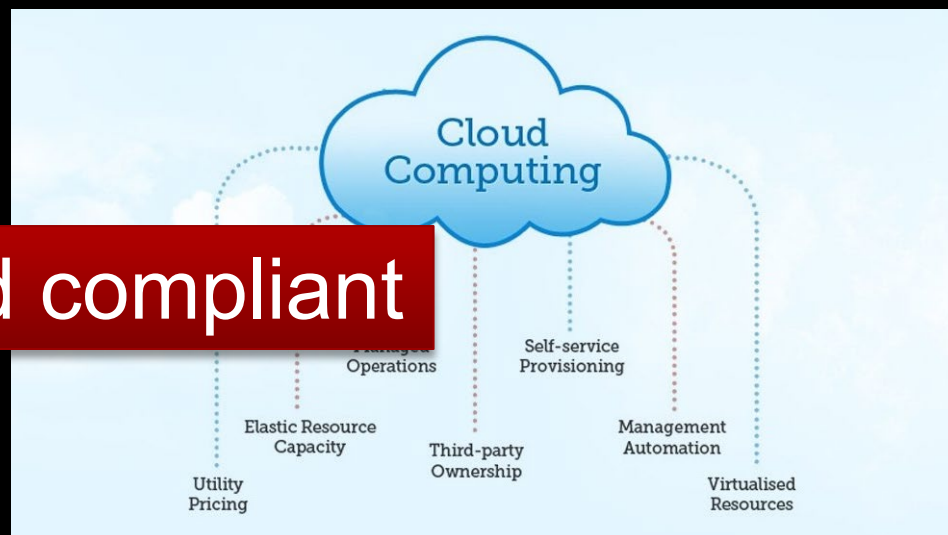 Cloud
Computing
compliant
Managed
Operations
Self-service
Provisioning
Elastic Resource
Capacity
Third-party
Ownership
Management
Automation
Utility
Pricing
Virtualised
Resources